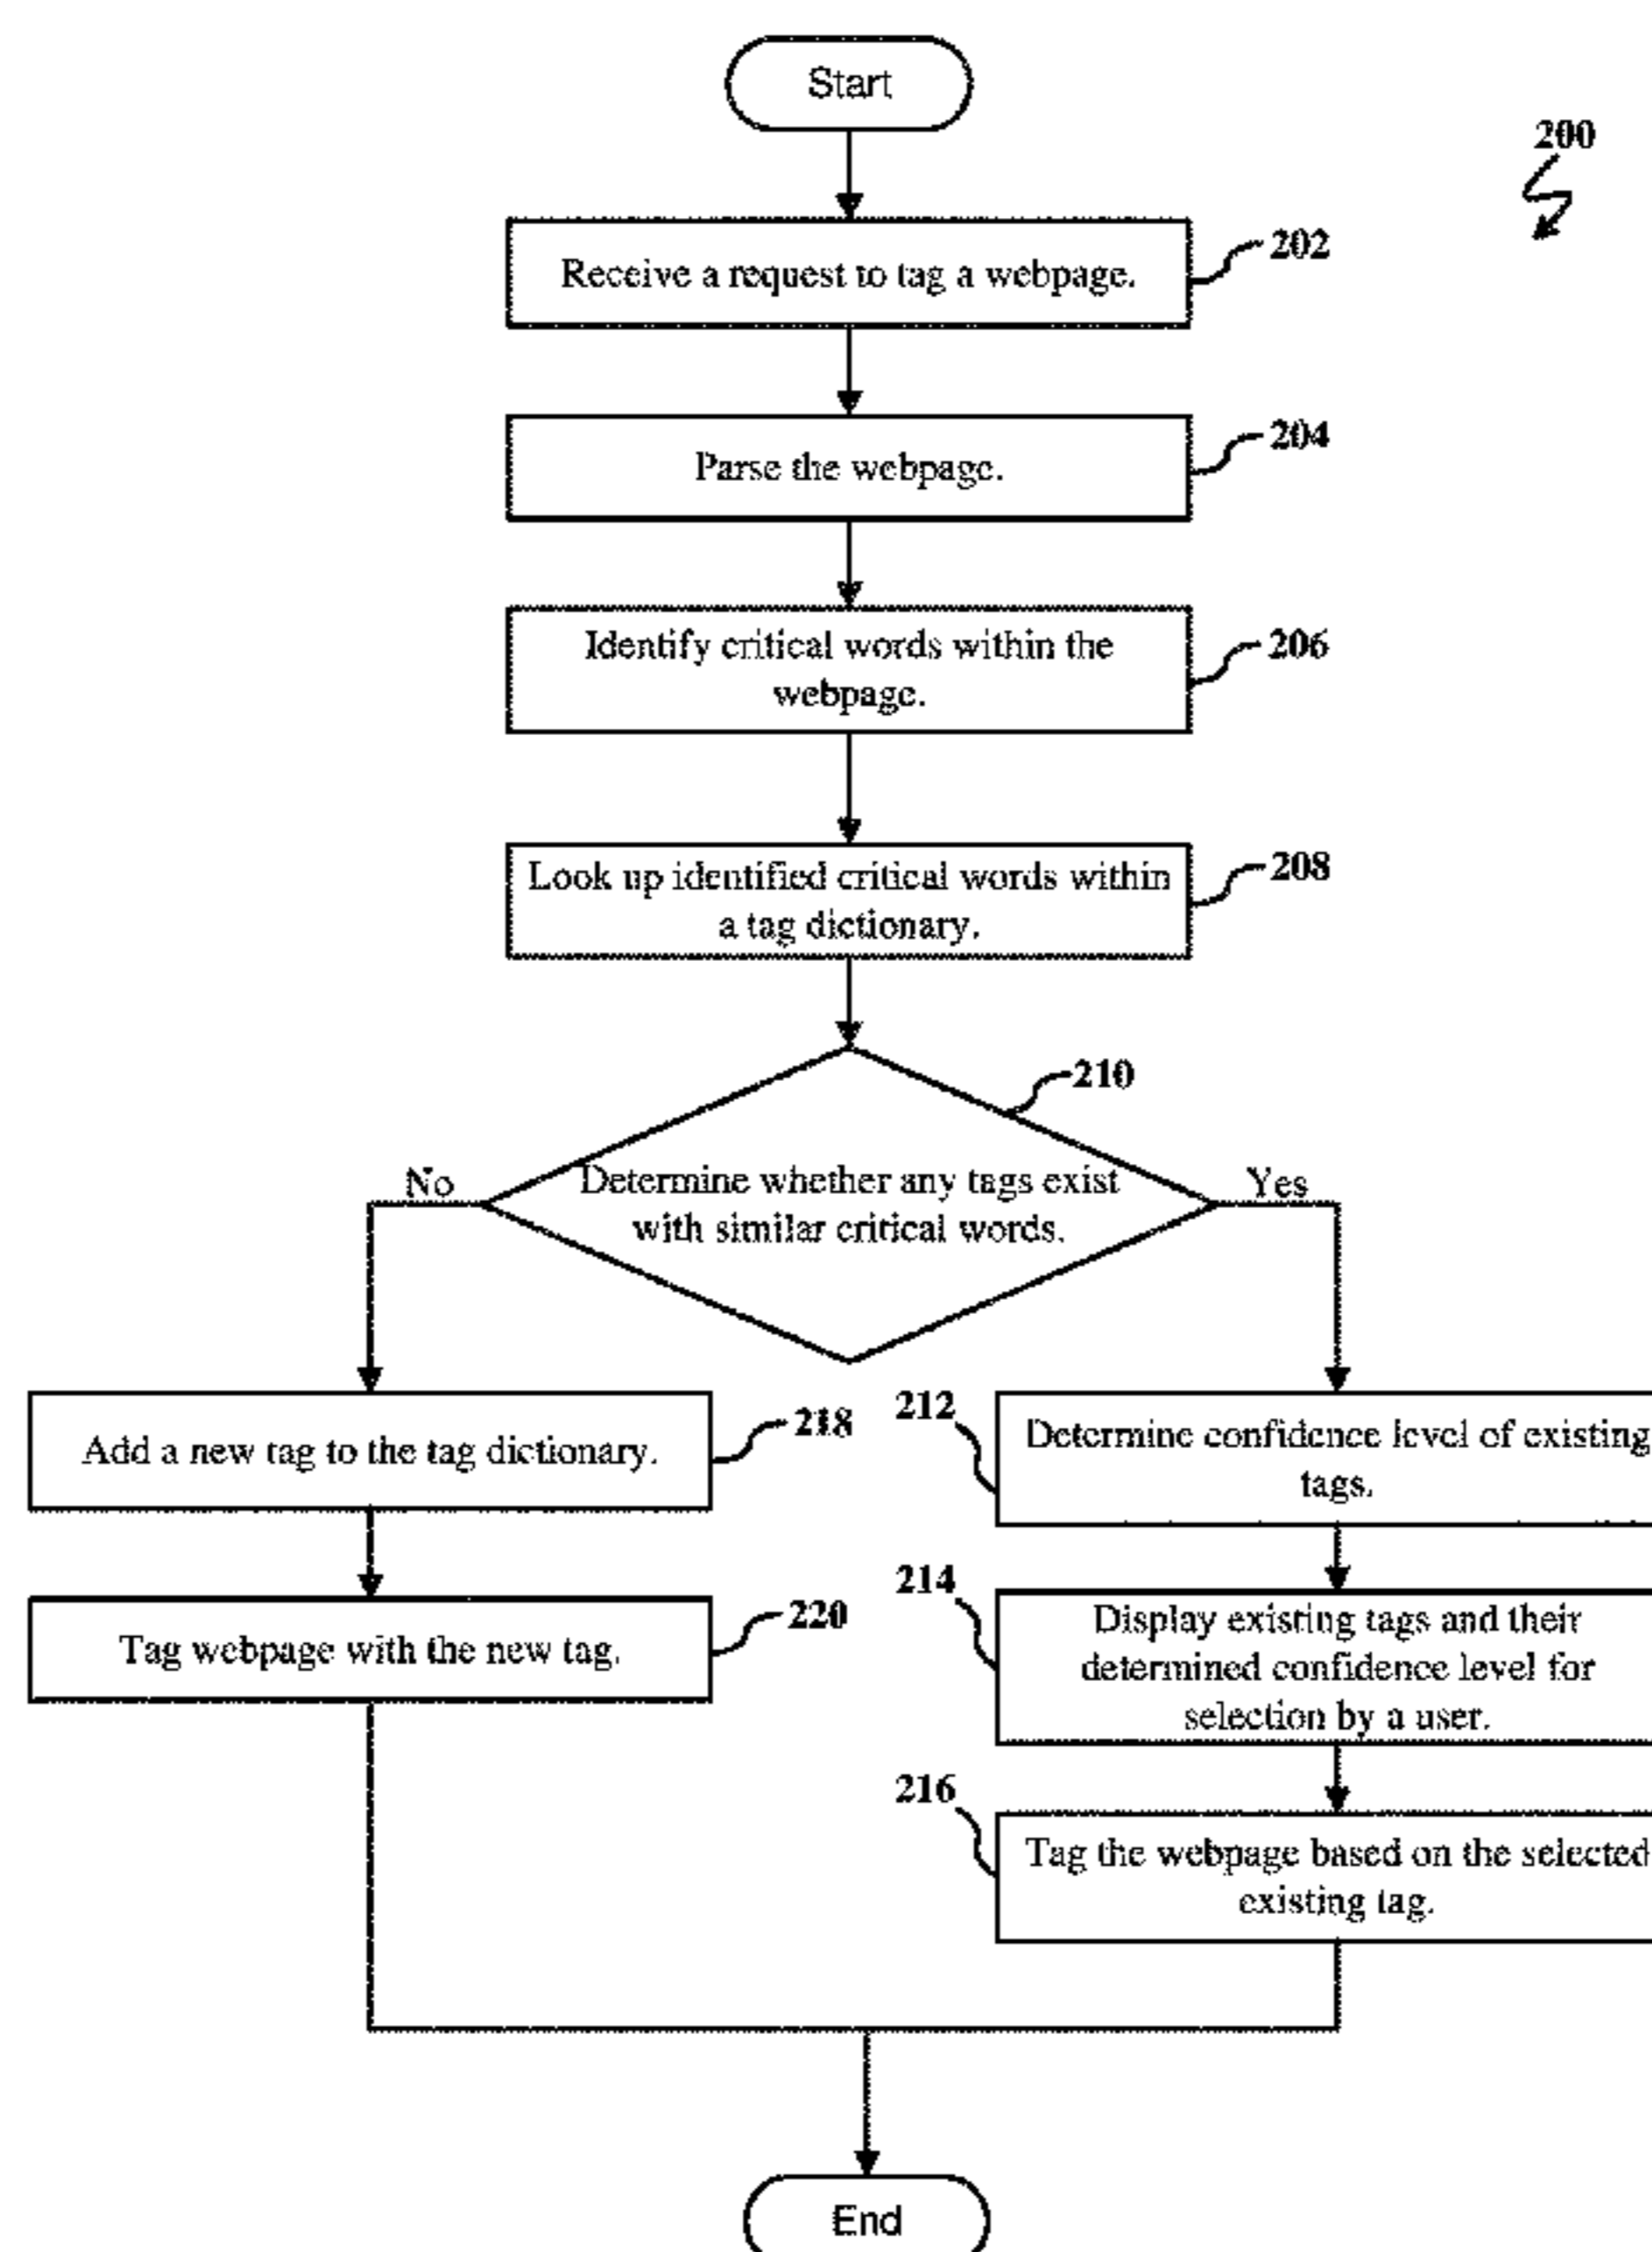 Start
200
Receive a request to tag a webpage.
202
Parse the webpage.
204
Identify critical words within the
webpage.
206
Look up identified critical words within
a tag dictionary.
208
210
No
Determine whether any tags exist
with similar critical words.
Yes
Add a new tag to the tag dictionary.
218
212
Determine confidence level of existing
tags.
Tag webpage with the new tag.
220
214
Display existing tags and their
determined confidence level for
selection by a user.
216
Tag the webpage based on the selected
existing tag.
End